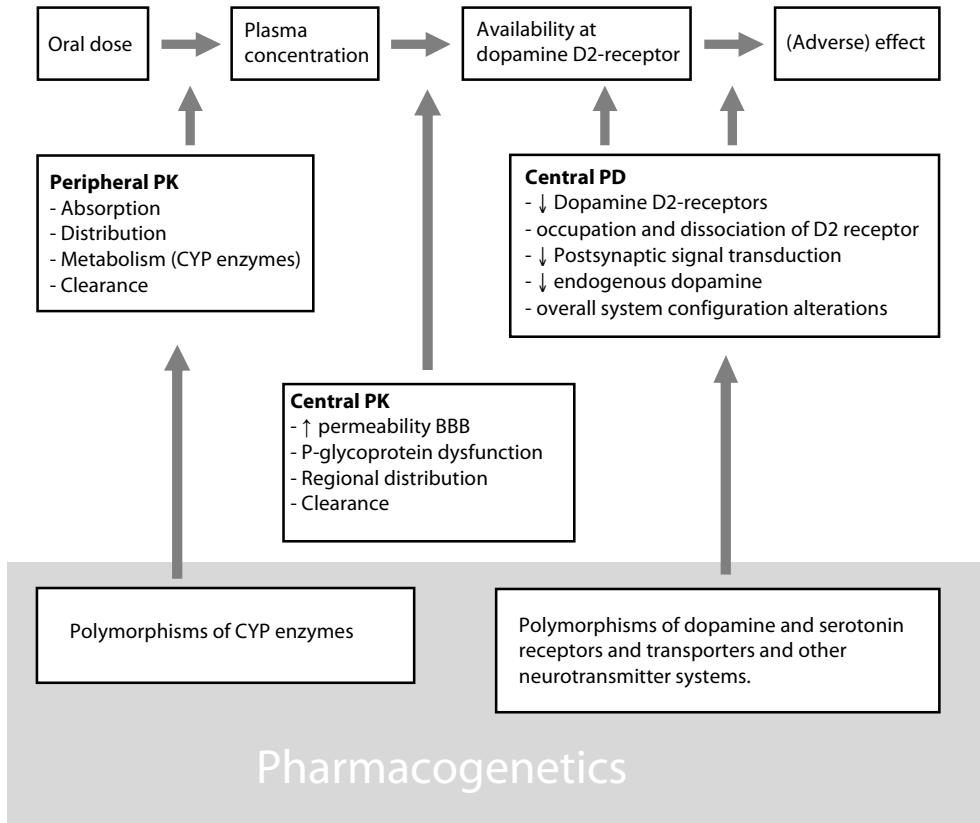 Oral dose
Plasma
concentration
Availability at
dopamine D2-receptor
(Adverse) effect
Peripheral PK
- Absorption
- Distribution
- Metabolism (CYP enzymes)
- Clearance
Central PD
- ↓ Dopamine D2-receptors
- occupation and dissociation of D2 receptor
- ↓ Postsynaptic signal transduction
- ↓ endogenous dopamine
- overall system configuration alterations
Central PK
- ↑ permeability BBB
- P-glycoprotein dysfunction
- Regional distribution
- Clearance
Polymorphisms of CYP enzymes
Polymorphisms of dopamine and serotonin
receptors and transporters and other
neurotransmitter systems.
Pharmacogenetics